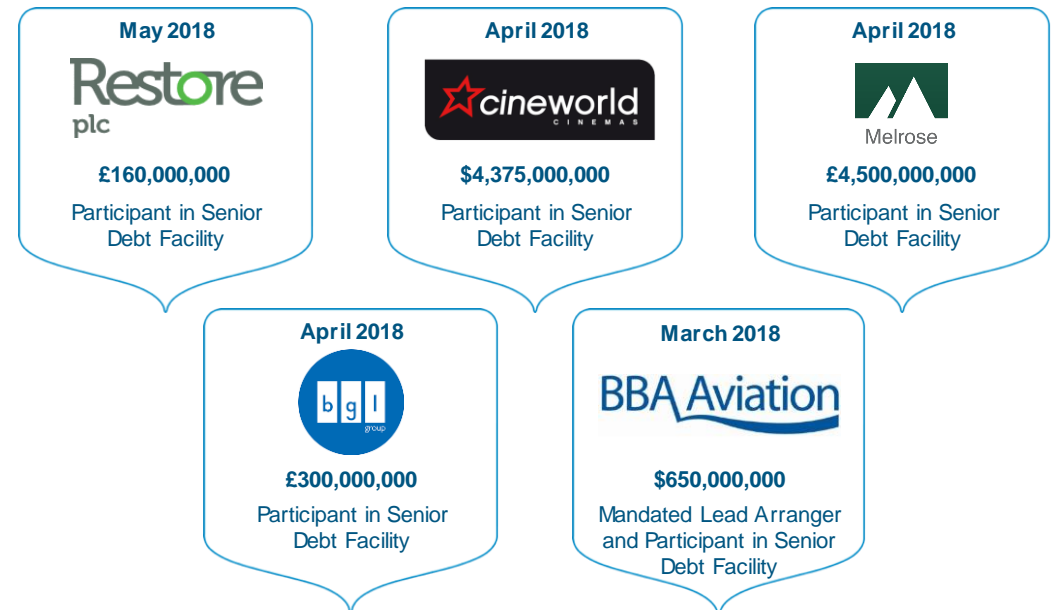 May 2018
Restore
plc
£160,000,000
Participant in Senior
Debt Facility
April 2018
cineworld
CINEMAS
$4,375,000,000
Participant in Senior
Debt Facility
April 2018
Melrose
£4,500,000,000
Participant in Senior
Debt Facility
April 2018
bgl
group
£300,000,000
Participant in Senior
Debt Facility
March 2018
BBA Aviation
$650,000,000
Mandated Lead Arranger
and Participant in Senior
Debt Facility